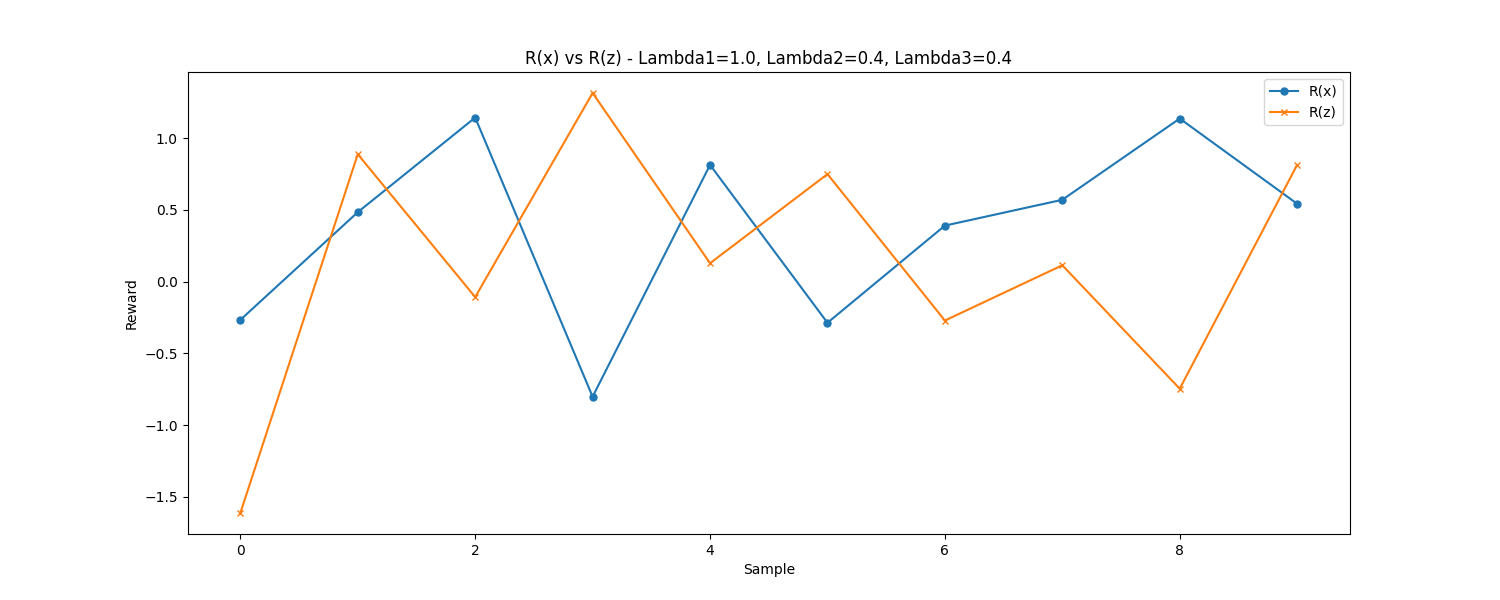 R(x) vs R(z) - Lambda1=1.0, Lambda2=0.4, Lambda3=0.4
R(x)
R(z)
1.0
0.5
0.0
−0.5
−1.0
−1.5
Reward
0 2 4 6 8
Sample